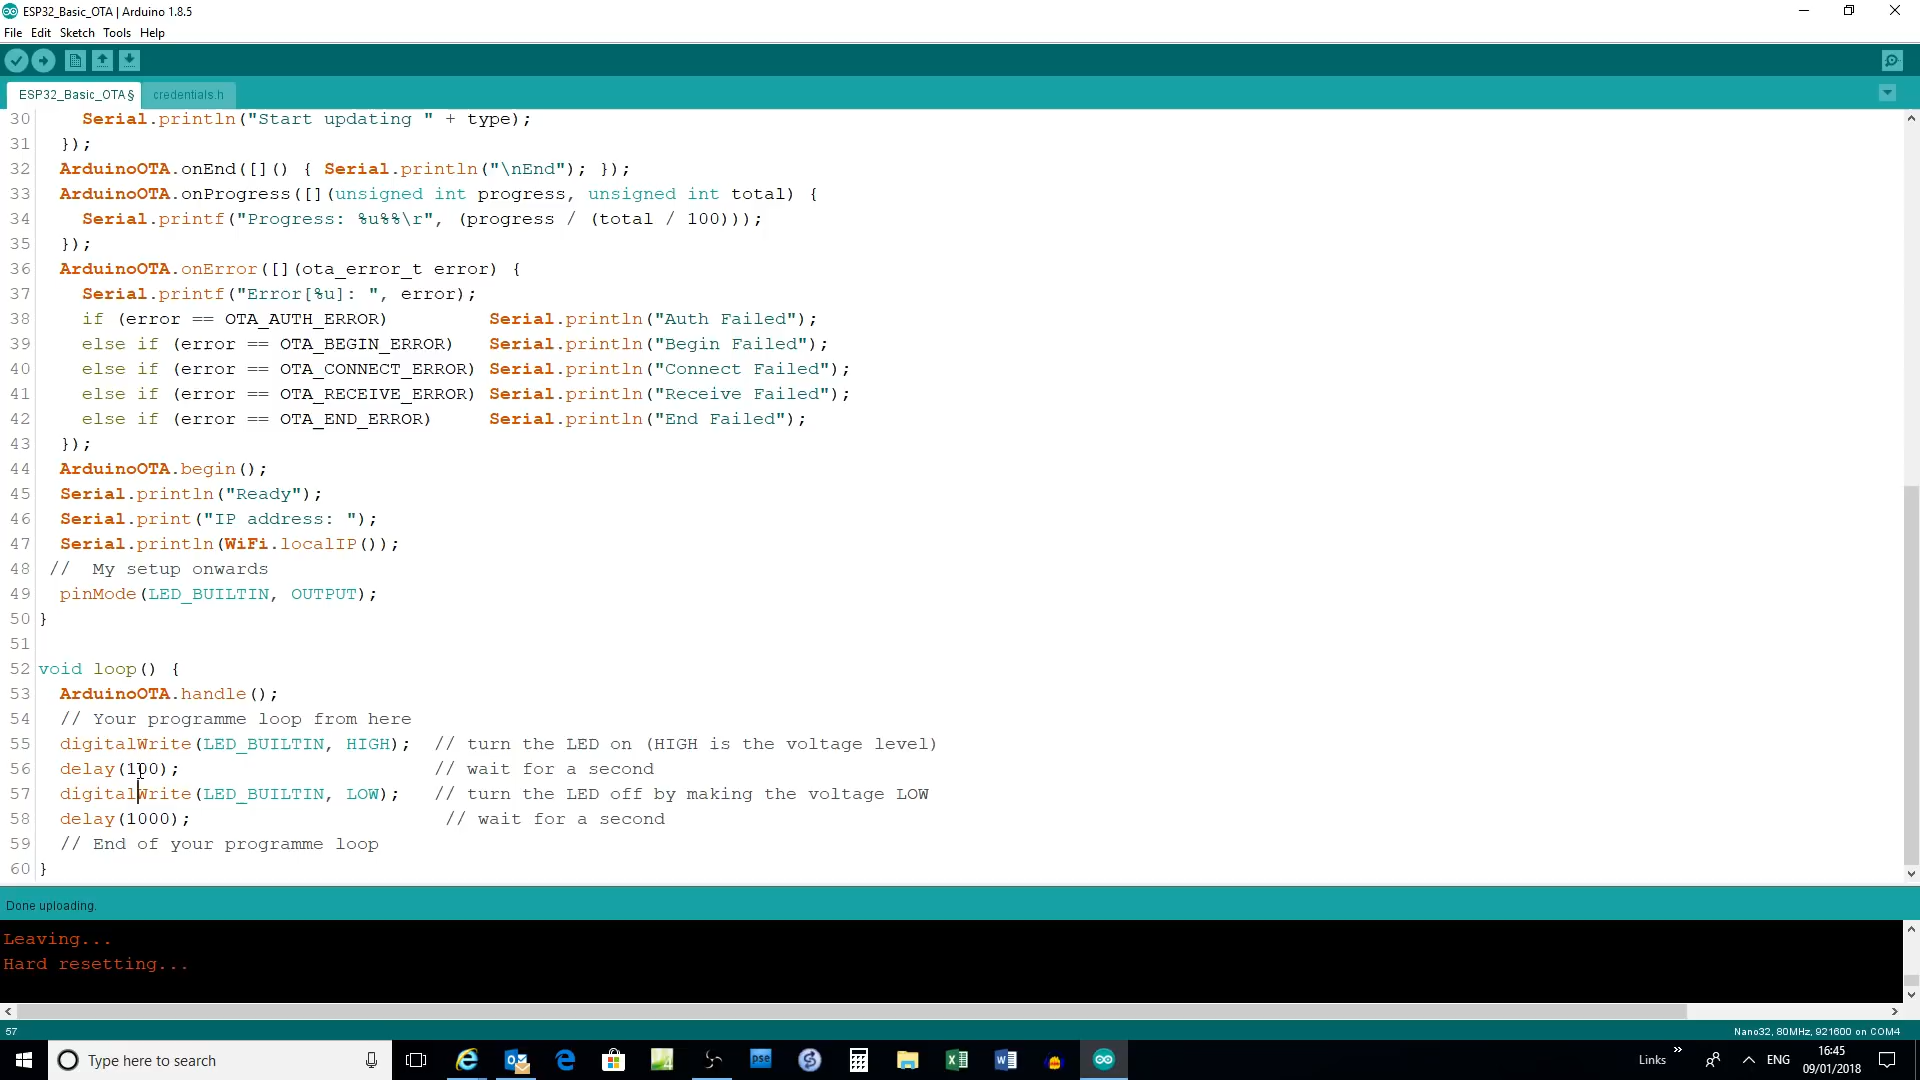 ESP32_Basic_OTA | Arduino 1.8.5
File Edit Sketch Tools Help
ESP32_Basic_OTA§ credentials.h
30     Serial.println("Start updating " + type);
31   });
32   ArduinoOTA.onEnd([]() { Serial.println("\nEnd"); });
33   ArduinoOTA.onProgress([](unsigned int progress, unsigned int total) {
34     Serial.printf("Progress: %u%%\r", (progress / (total / 100)));
35   });
36   ArduinoOTA.onError([](ota_error_t error) {
37     Serial.printf("Error[%u]: ", error);
38     if (error == OTA_AUTH_ERROR)          Serial.println("Auth Failed");
39     else if (error == OTA_BEGIN_ERROR)    Serial.println("Begin Failed");
40     else if (error == OTA_CONNECT_ERROR)  Serial.println("Connect Failed");
41     else if (error == OTA_RECEIVE_ERROR)  Serial.println("Receive Failed");
42     else if (error == OTA_END_ERROR)      Serial.println("End Failed");
43   });
44   ArduinoOTA.begin();
45   Serial.println("Ready");
46   Serial.print("IP address: ");
47   Serial.println(WiFi.localIP());
48  //  My setup onwards
49   pinMode(LED_BUILTIN, OUTPUT);
50 }
51
52 void loop() {
53   ArduinoOTA.handle();
54   // Your programme loop from here
55   digitalWrite(LED_BUILTIN, HIGH);  // turn the LED on (HIGH is the voltage level)
56   delay(100);                       // wait for a second
57   digitalWrite(LED_BUILTIN, LOW);   // turn the LED off by making the voltage LOW
58   delay(1000);                       // wait for a second
59   // End of your programme loop
60 }
Done uploading.
Leaving...
Hard resetting...
57 Nano32, 80MHz, 921600 on COM4
Type here to search pse Links » ENG 16:45
09/01/2018